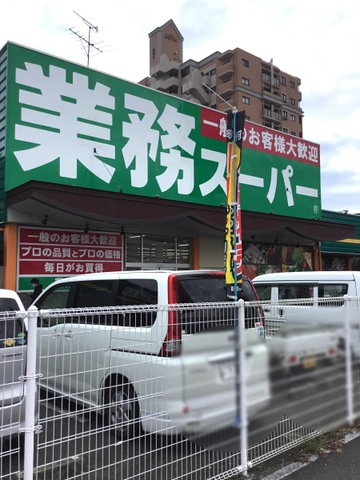 一般のお客様大歓迎
業務スーパー
®
一般のお客様大歓迎
プロの品質とプロの価格
毎日がお買得